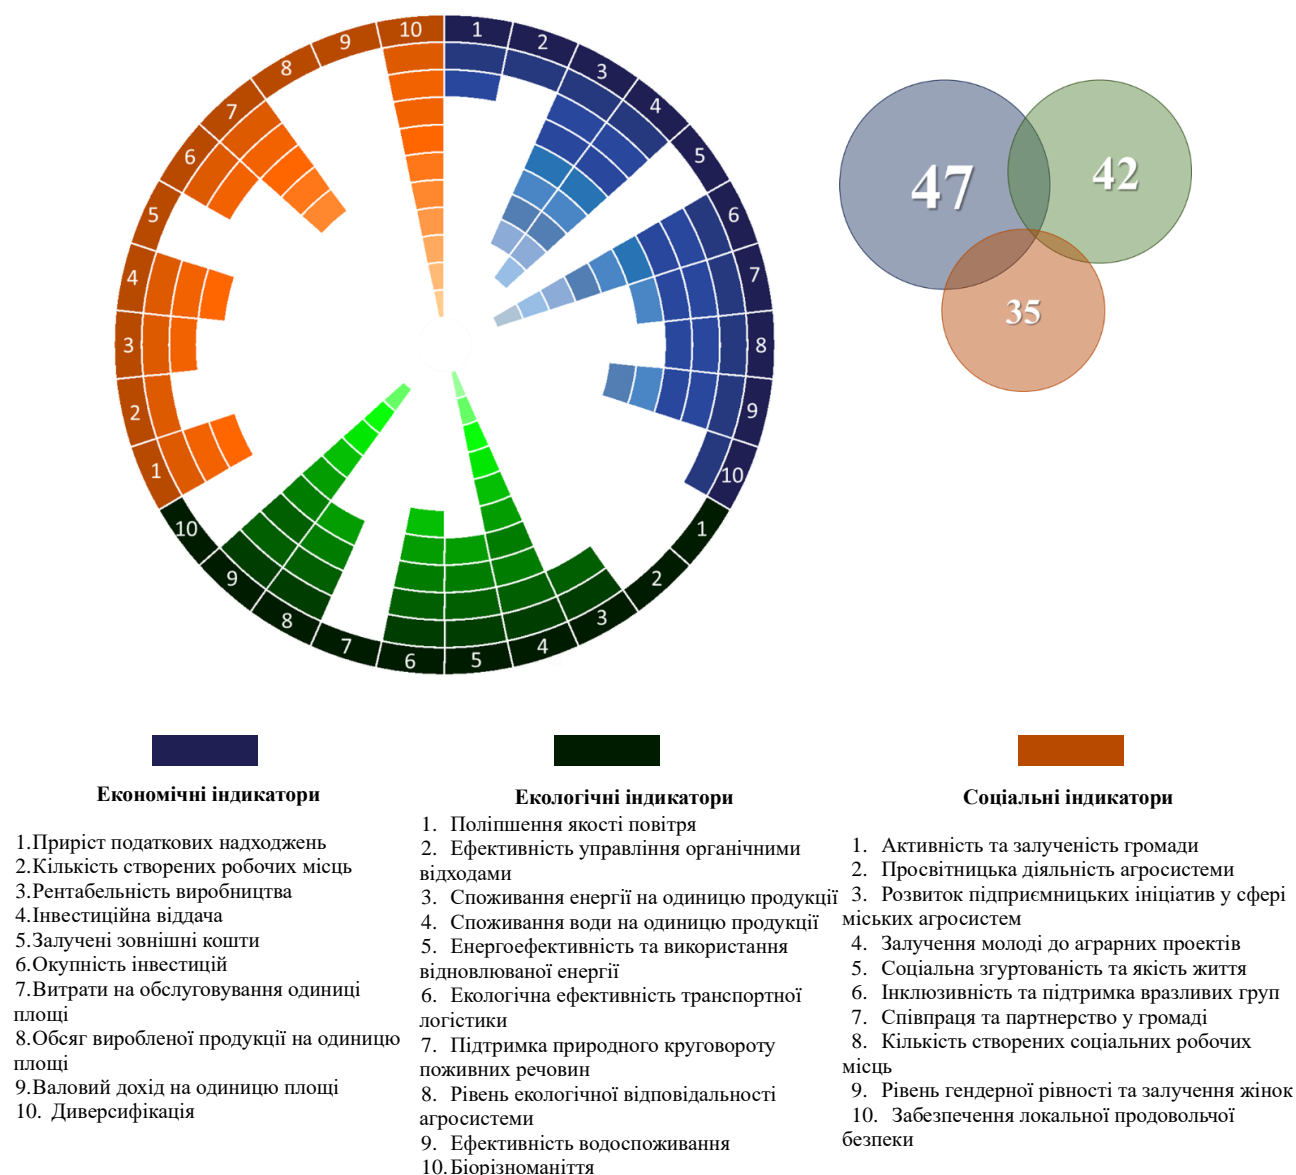 10
1
2
3
4
5
6
7
8
9
10
1
2
3
4
5
6
7
8
9
10
1
2
3
4
5
6
7
8
9
47
42
35
Економічні індикатори
1.Приріст податкових надходжень
2.Кількість створених робочих місць
3.Рентабельність виробництва
4.Інвестиційна віддача
5.Залучені зовнішні кошти
6.Окупність інвестицій
7.Витрати на обслуговування одиниці
площі
8.Обсяг виробленої продукції на одиницю
площі
9.Валовий дохід на одиницю площі
10. Диверсифікація
Екологічні індикатори
1. Поліпшення якості повітря
2. Ефективність управління органічними
відходами
3. Споживання енергії на одиницю продукції
4. Споживання води на одиницю продукції
5. Енергоефективність та використання
відновлюваної енергії
6. Екологічна ефективність транспортної
логістики
7. Підтримка природного круговороту
поживних речовин
8. Рівень екологічної відповідальності
агросистеми
9. Ефективність водоспоживання
10. Біорізноманіття
Соціальні індикатори
1. Активність та залученість громади
2. Просвітницька діяльність агросистеми
3. Розвиток підприємницьких ініціатив у сфері
міських агросистем
4. Залучення молоді до аграрних проектів
5. Соціальна згуртованість та якість життя
6. Інклюзивність та підтримка вразливих груп
7. Співпраця та партнерство у громаді
8. Кількість створених соціальних робочих
місць
9. Рівень гендерної рівності та залучення жінок
10. Забезпечення локальної продовольчої
безпеки